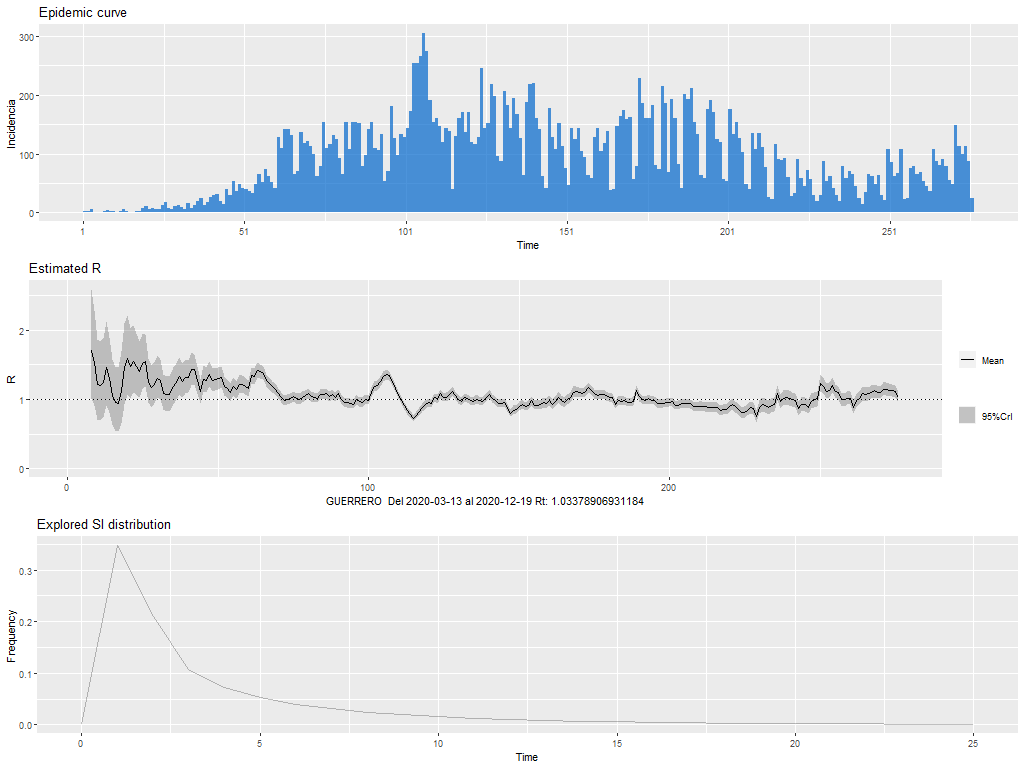 Epidemic curve
300
200
100
0
Incidencia
1
51
101
151
201
251
Time
Estimated R
2
1
0
R
0
100
200
GUERRERO Del 2020-03-13 al 2020-12-19 Rt: 1.03378906931184
Mean
95%CrI
Explored SI distribution
0.3
0.2
0.1
0.0
Frequency
0
5
10
15
20
25
Time